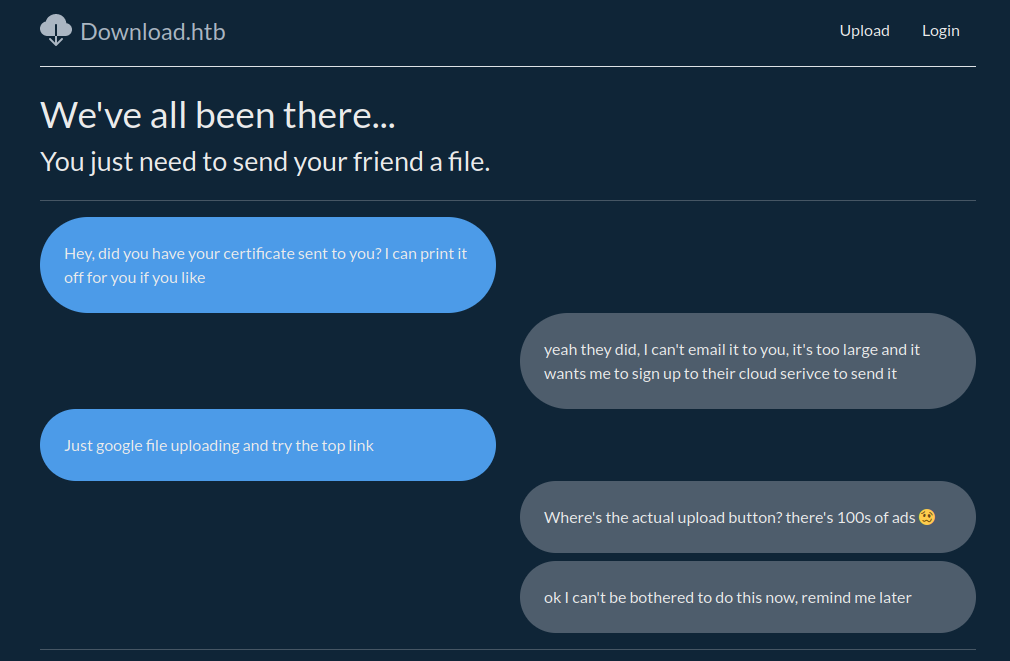 Download.htb
Upload
Login
We've all been there...
You just need to send your friend a file.
Hey, did you have your certificate sent to you? I can print it
off for you if you like
yeah they did, I can't email it to you, it's too large and it
wants me to sign up to their cloud serivce to send it
Just google file uploading and try the top link
Where's the actual upload button? there's 100s of ads 🤕
ok I can't be bothered to do this now, remind me later